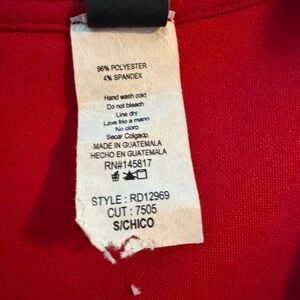 96% POLYESTER
4% SPANDEX
Hand wash cold
Do not bleach
Line dry
Lave frio a mano
No cloro
Secar Colgado
MADE IN GUATEMALA
HECHO EN GUATEMALA
RN#145817
STYLE : RD12969
CUT : 7505
S/CHICO